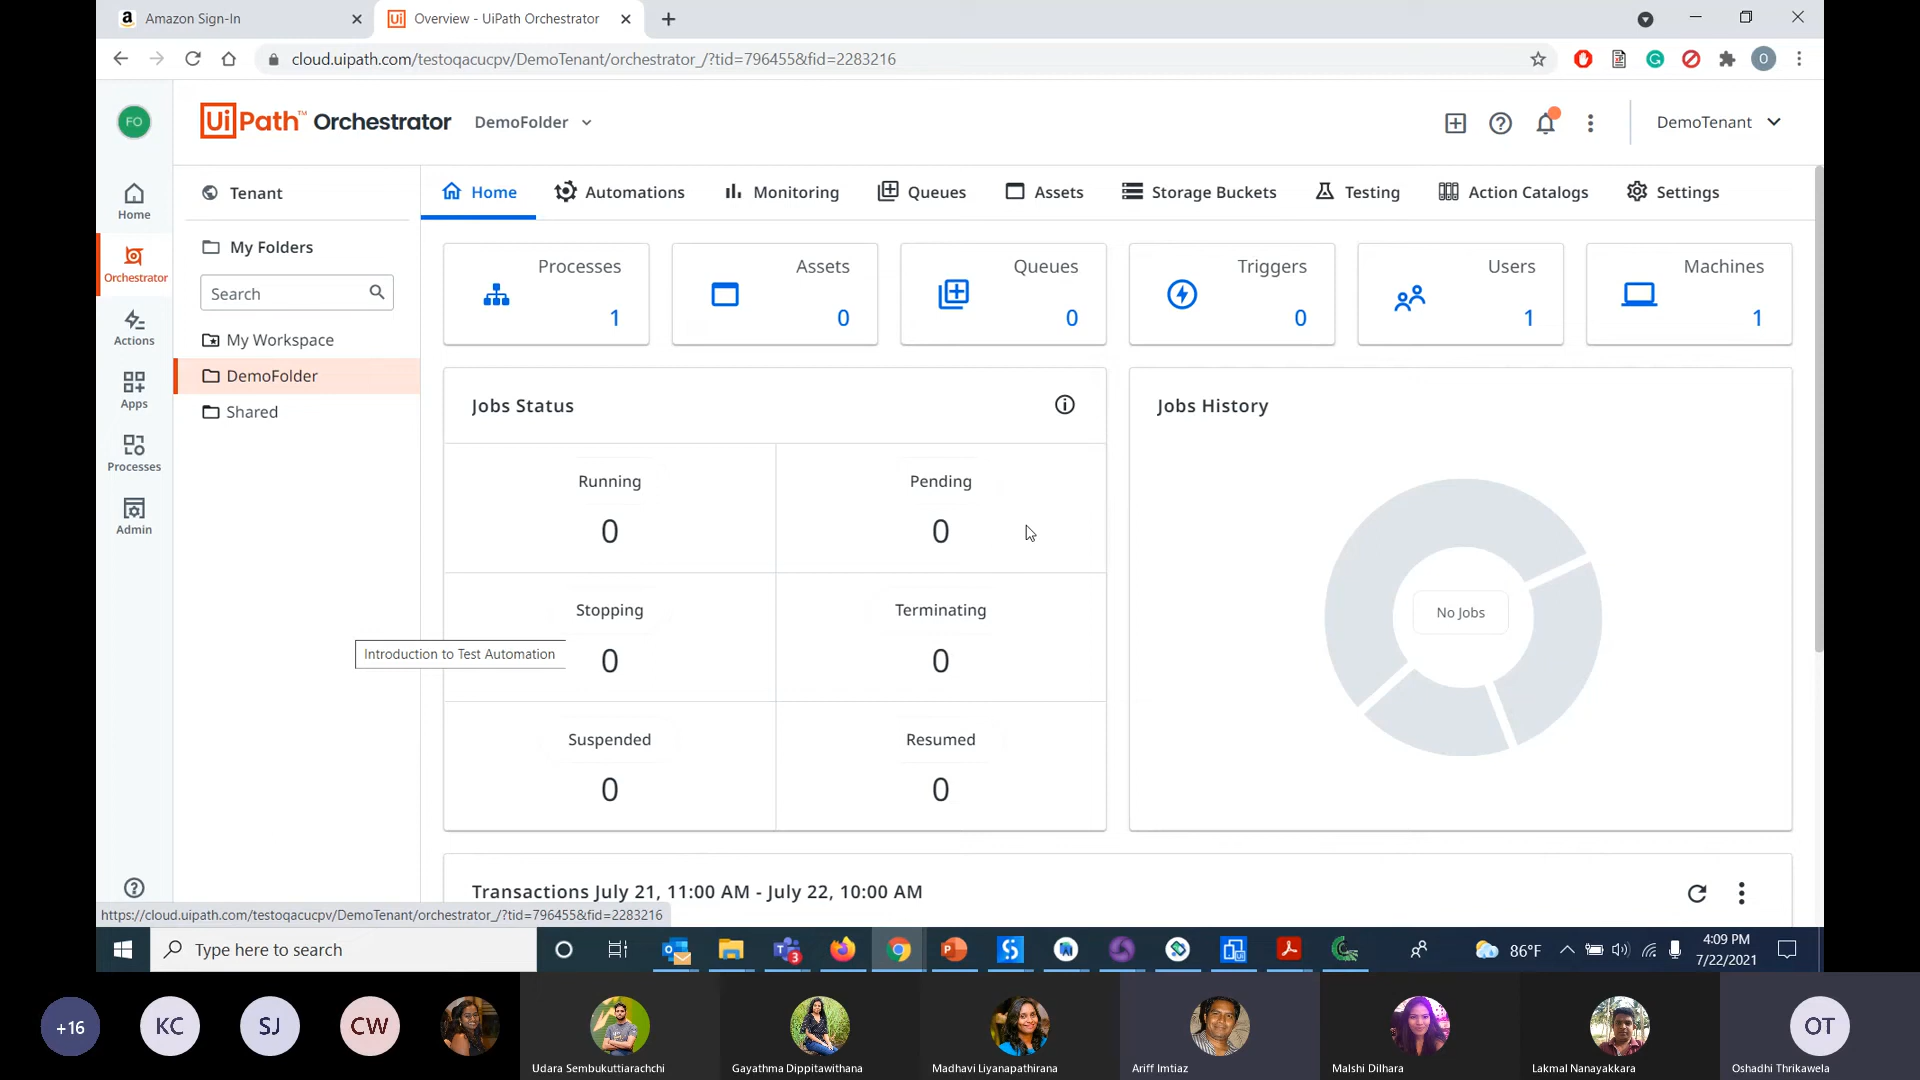 Amazon Sign-In
Overview - UiPath Orchestrator
cloud.uipath.com/testoqacucpv/DemoTenant/orchestrator_/?tid=796455&fid=2283216
O
FO
UiPath™ Orchestrator
DemoFolder
DemoTenant
Home
Orchestrator
Actions
Apps
Processes
Admin
Tenant
My Folders
Search
My Workspace
DemoFolder
Shared
Home
Automations
Monitoring
Queues
Assets
Storage Buckets
Testing
Action Catalogs
Settings
Processes
1
Assets
0
Queues
0
Triggers
0
Users
1
Machines
1
Jobs Status
Running
0
Pending
0
Stopping
0
Terminating
0
Suspended
0
Resumed
0
Jobs History
No Jobs
Introduction to Test Automation
Transactions July 21, 11:00 AM - July 22, 10:00 AM
https://cloud.uipath.com/testoqacucpv/DemoTenant/orchestrator_/?tid=796455&fid=2283216
Type here to search
3
86°F
4:09 PM
7/22/2021
+16
KC
SJ
CW
Udara Sembukuttiarachchi
Gayathma Dippitawithana
Madhavi Liyanapathirana
Ariff Imtiaz
Malshi Dilhara
Lakmal Nanayakkara
OT
Oshadhi Thrikawela